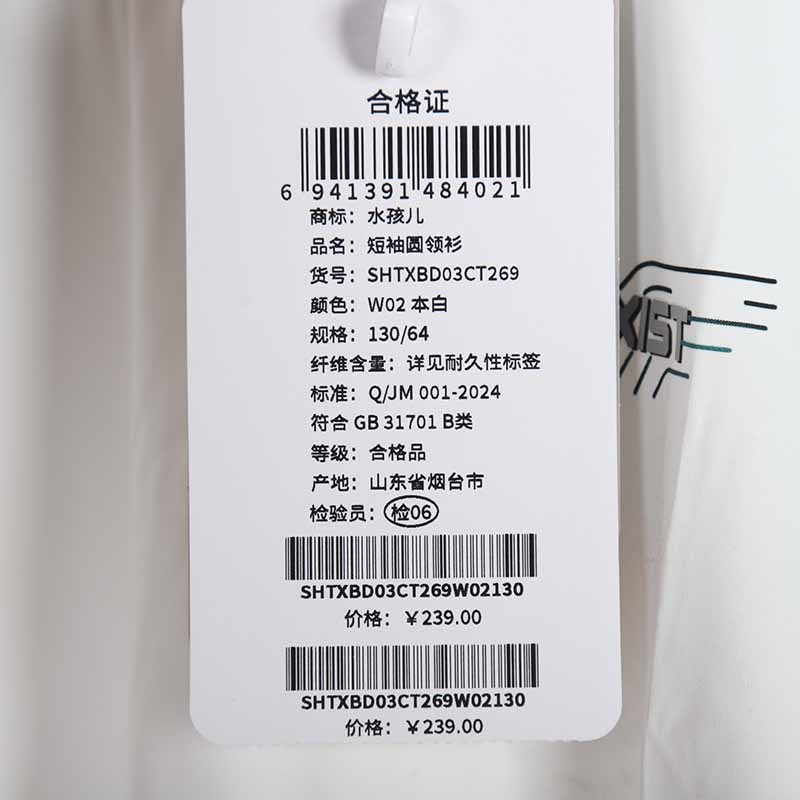 合格证
6 941391 484021
商标：水孩儿
品名：短袖圆领衫
货号：SHTXBD03CT269
颜色：W02 本白
规格：130/64
纤维含量：详见耐久性标签
标准：Q/JM 001-2024
符合 GB 31701 B类
等级：合格品
产地：山东省烟台市
检验员：检06
SHTXBD03CT269W02130
价格：￥239.00
SHTXBD03CT269W02130
价格：￥239.00
XIST